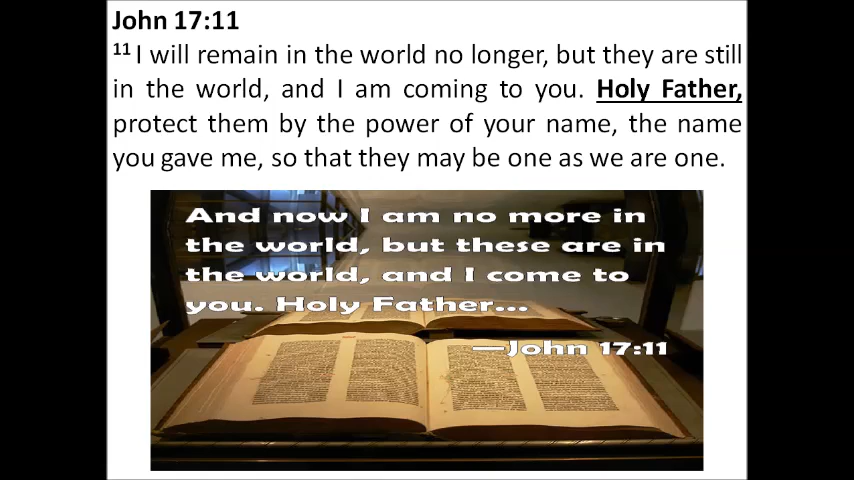 John 17:11
11 I will remain in the world no longer, but they are still
in the world, and I am coming to you. Holy Father,
protect them by the power of your name, the name
you gave me, so that they may be one as we are one.
And now I am no more in
the world, but these are in
the world, and I come to
you. Holy Father...
—John 17:11